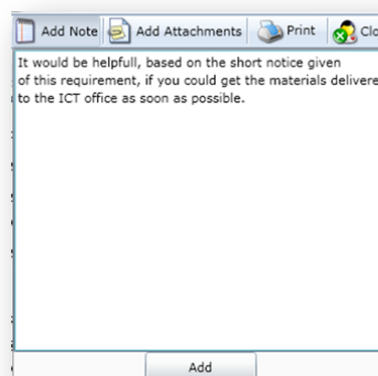 Add Note Add Attachments Print
It would be helpfull, based on the short notice given
of this requirement, if you could get the materials delivere
to the ICT office as soon as possible.
Add